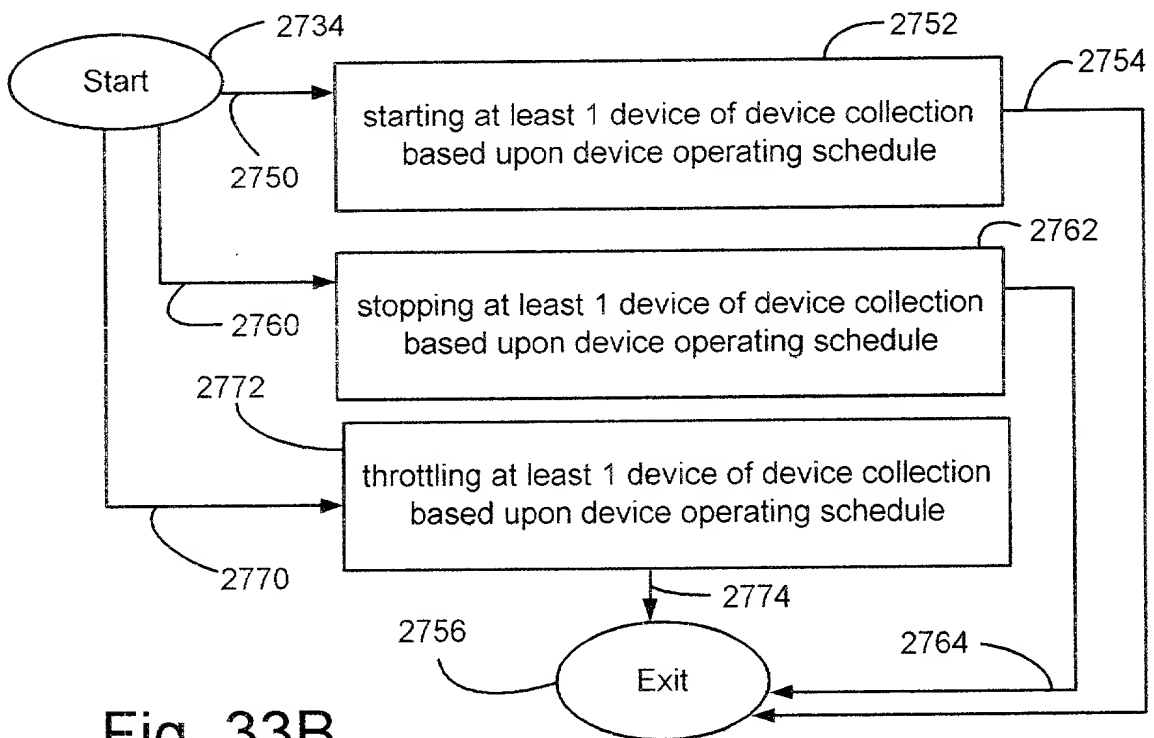 2734
Start
2752
2754
starting at least 1 device of device collection
based upon device operating schedule
2750
2762
stopping at least 1 device of device collection
based upon device operating schedule
2760
2772
throttling at least 1 device of device collection
based upon device operating schedule
2770
2774
2756
Exit
2764
Fig. 33B